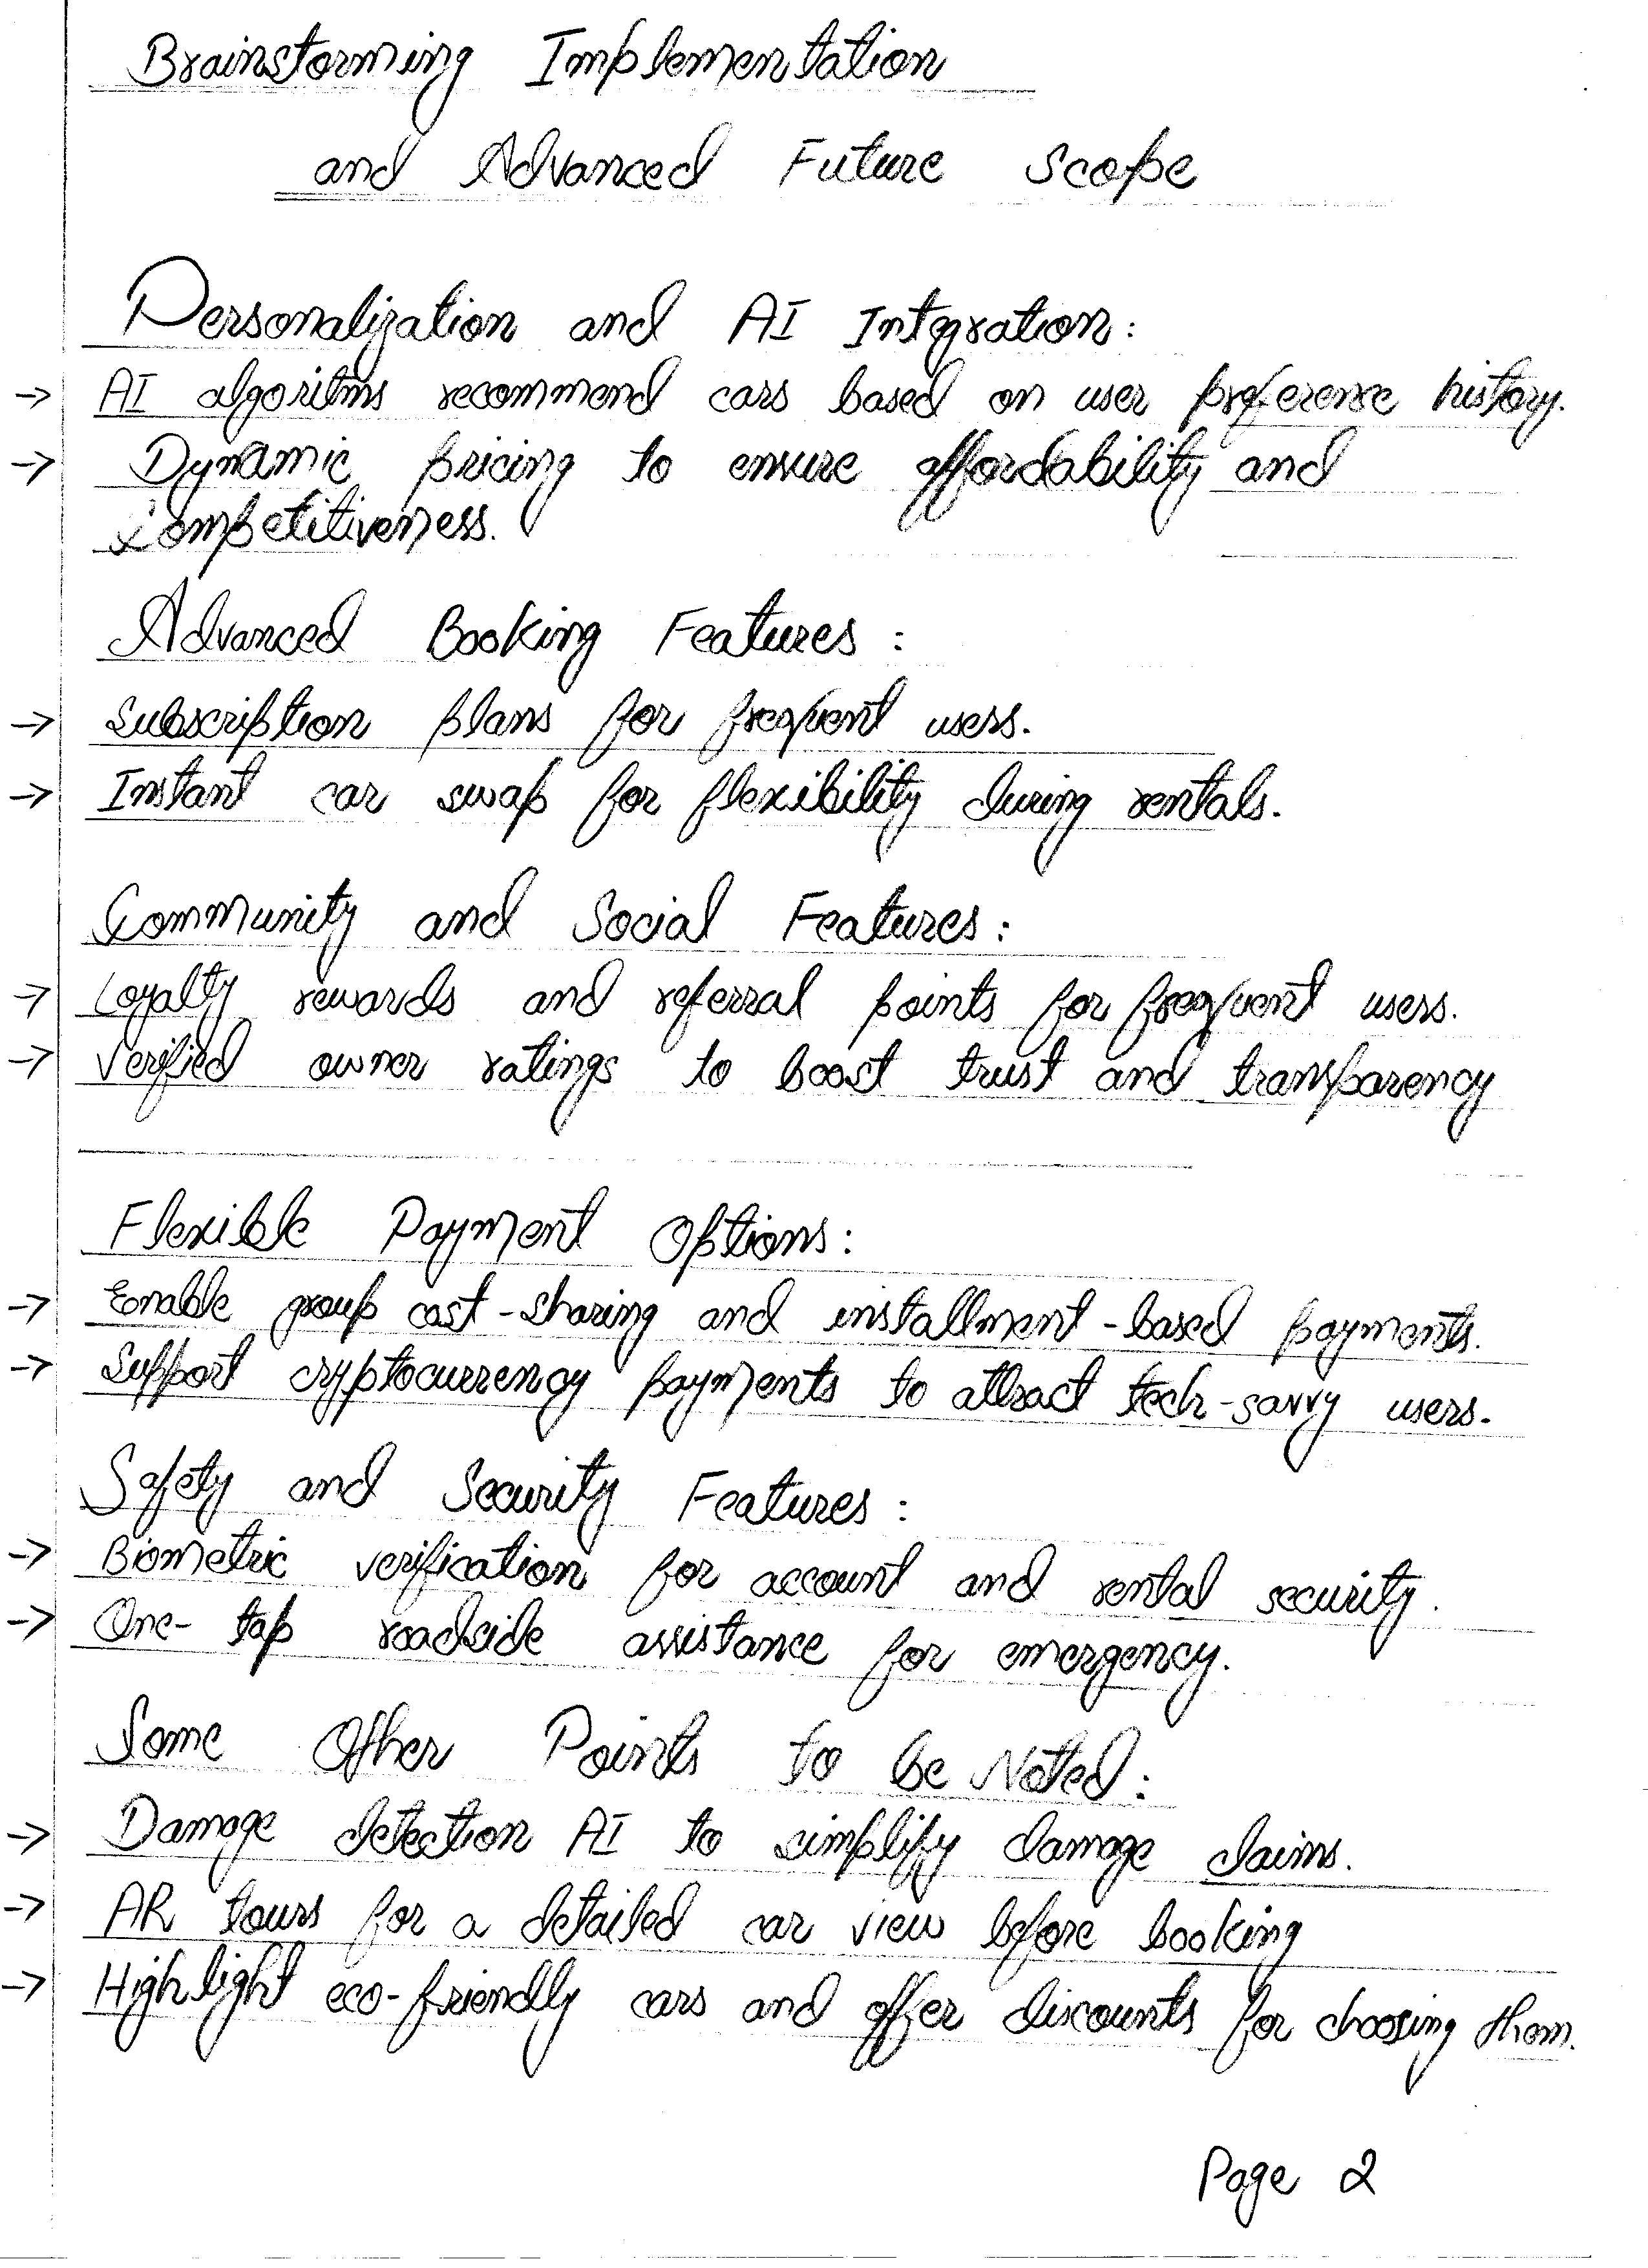 Brainstorming Implementation
and Advanced Future Scope
Personalization and AI Integration:
→ AI algoritms recommend cars based on user preference history.
→ Dynamic pricing to ensure affordability and
Competitiveness.
Advanced Booking Features:
→ Subscription plans for frequent users.
→ Instant car swap for flexibility during rentals.
Community and Social Features:
→ Loyalty rewards and referral points for frequent users.
→ Verified owner ratings to boost trust and transparency
Flexible Payment Options:
→ Enable group cost-sharing and installment-based payments.
→ Support cryptocurrency payments to attract tech-savvy users.
Safety and Security Features:
→ Biometric verification for account and rental security.
→ One-tap roadside assistance for emergency.
Some Other Points to be Noted:
→ Damage detection AI to simplify damage claims.
→ AR tours for a detailed car view before booking
→ Highlight eco-friendly cars and offer discounts for choosing them.
Page 2